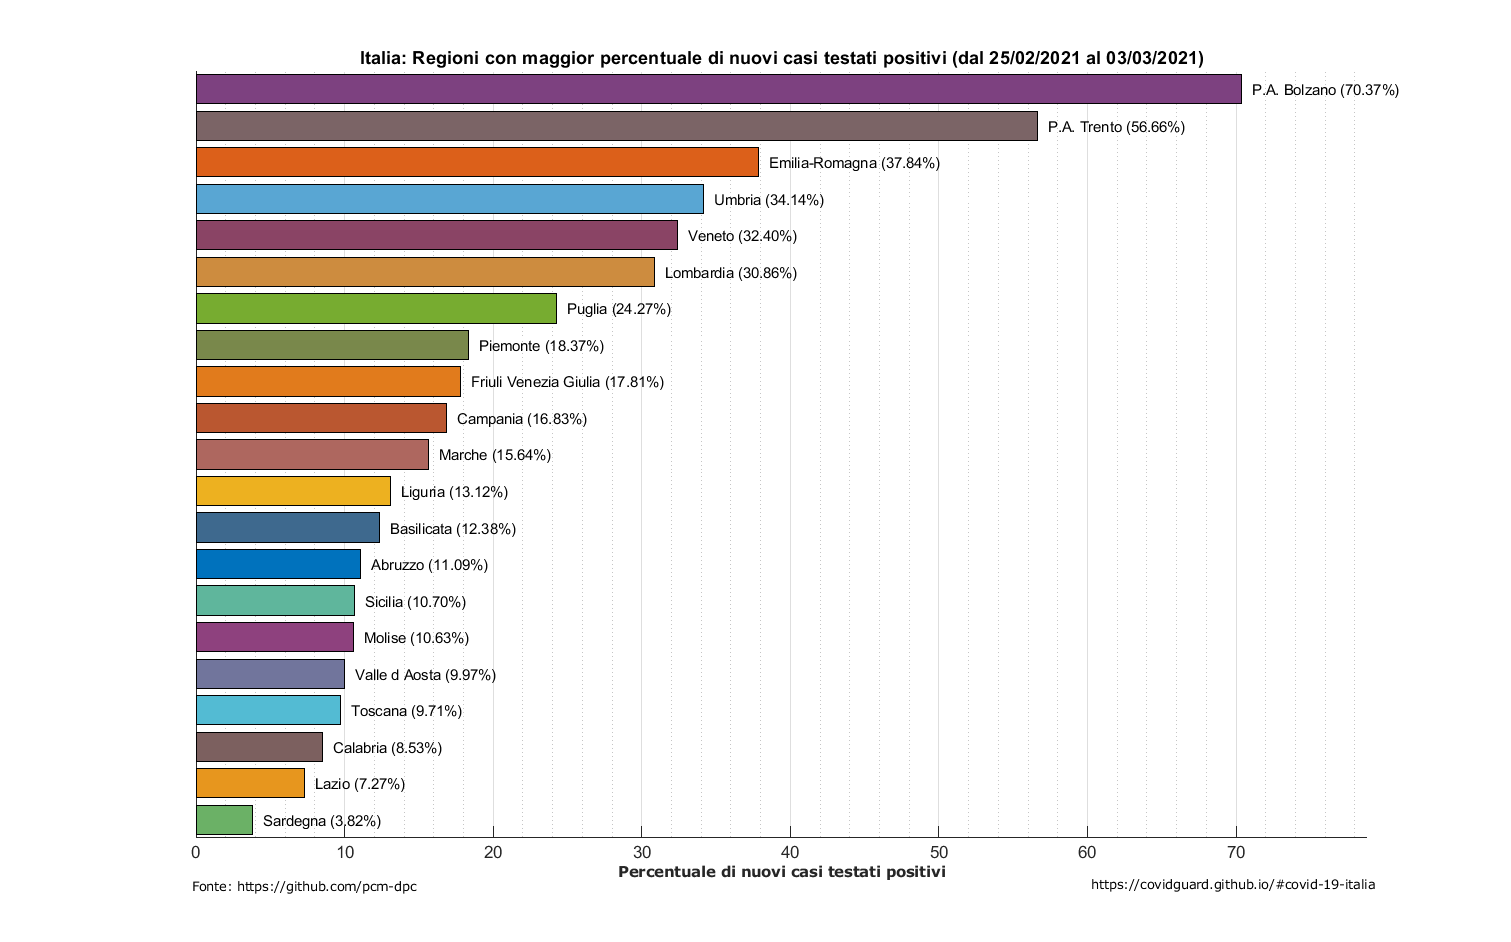 Italia: Regioni con maggior percentuale di nuovi casi testati positivi (dal 25/02/2021 al 03/03/2021)
P.A. Bolzano (70.37%)
P.A. Trento (56.66%)
Emilia-Romagna (37.84%)
Umbria (34.14%)
Veneto (32.40%)
Lombardia (30.86%)
Puglia (24.27%)
Piemonte (18.37%)
Friuli Venezia Giulia (17.81%)
Campania (16.83%)
Marche (15.64%)
Liguria (13.12%)
Basilicata (12.38%)
Abruzzo (11.09%)
Sicilia (10.70%)
Molise (10.63%)
Valle d Aosta (9.97%)
Toscana (9.71%)
Calabria (8.53%)
Lazio (7.27%)
Sardegna (3.82%)
0 10 20 30 40 50 60 70
Percentuale di nuovi casi testati positivi
Fonte: https://github.com/pcm-dpc
https://covidguard.github.io/#covid-19-italia